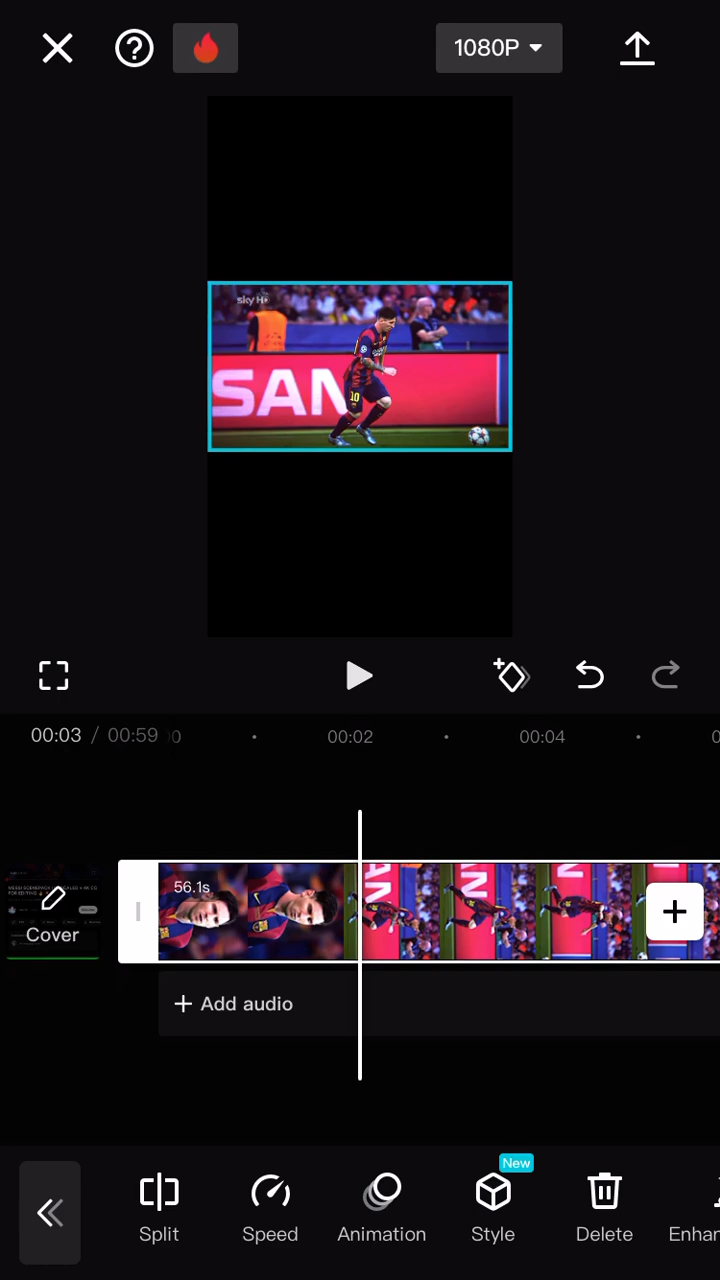 1080P
sky HD
SAN
10
00:03 / 00:59
00:02
00:04
56.1s
Cover
Add audio
New
Split
Speed
Animation
Style
Delete
Enhan